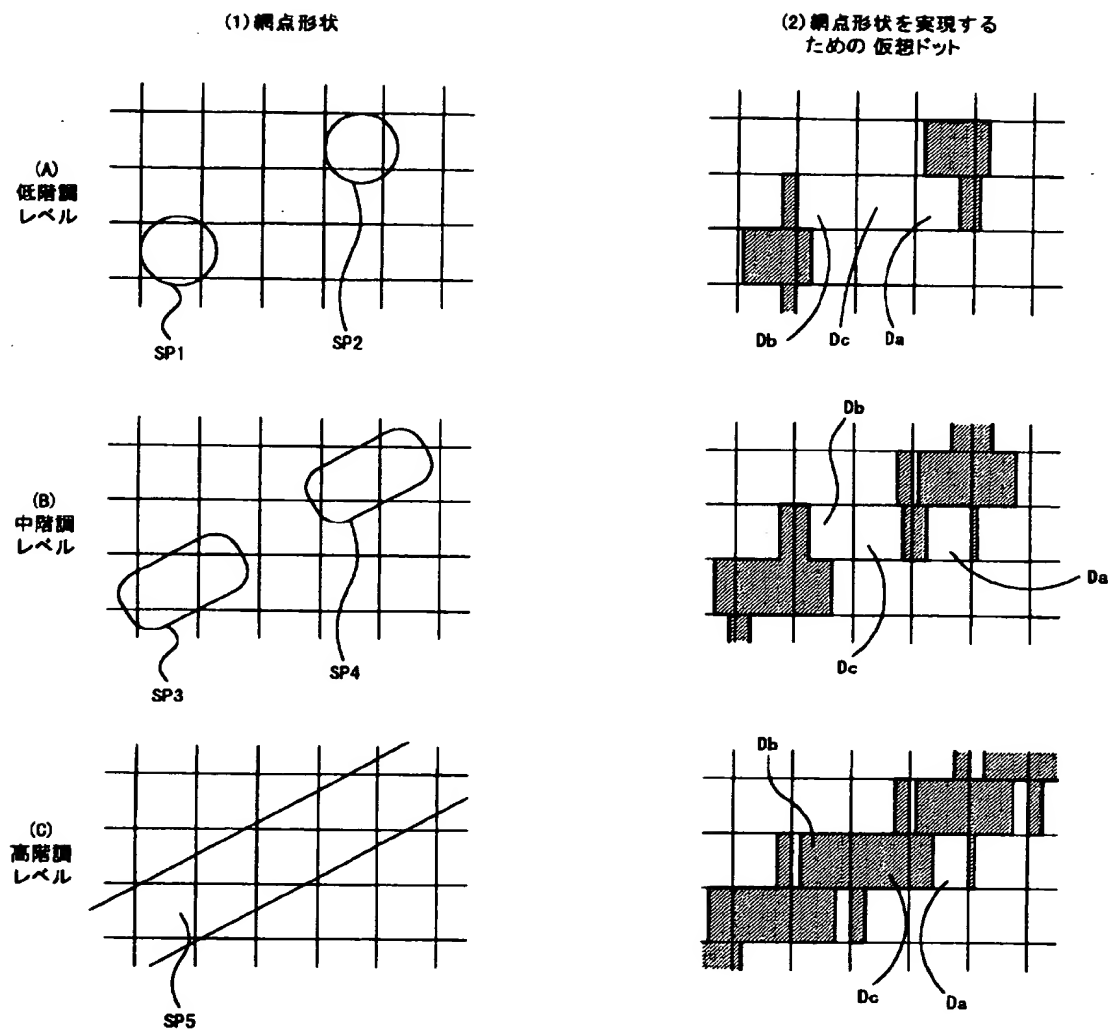 (1)網点形状
(2)網点形状を実現する
ための 仮想ドット
(A)
低階調
レベル
SP1
SP2
Db
Dc
Da
(B)
中階調
レベル
SP3
SP4
Db
Da
Dc
(C)
高階調
レベル
SP5
Db
Dc
Da